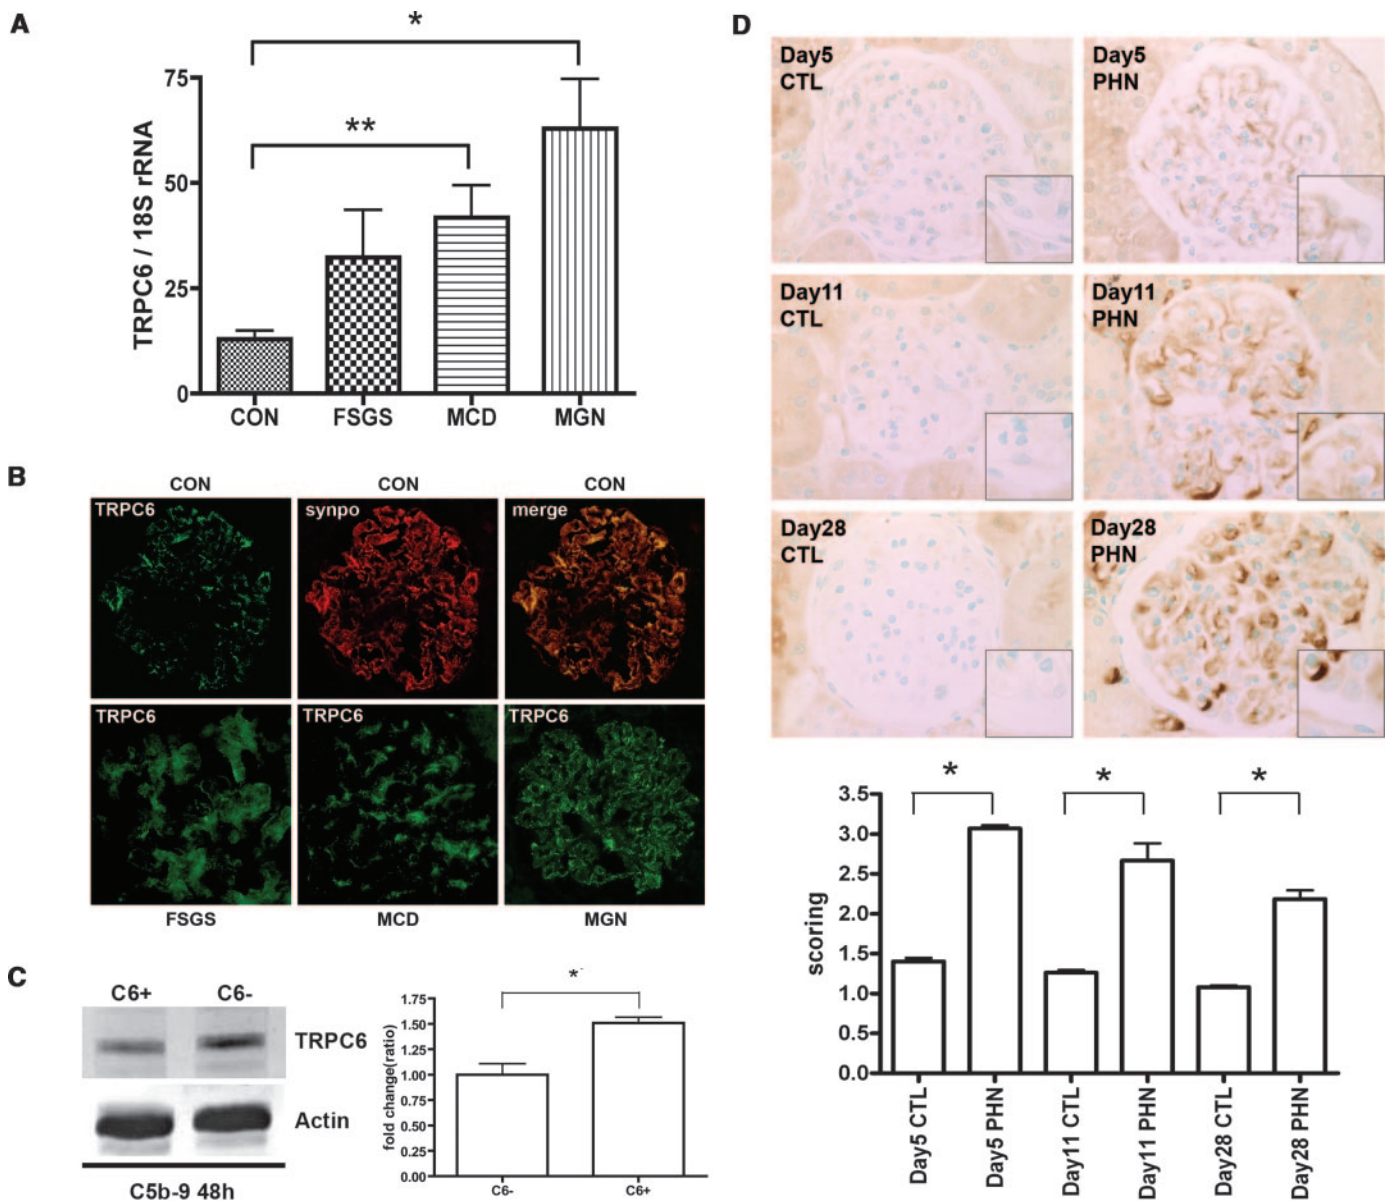 A
*
**
75
50
25
0
TRPC6 / 18S rRNA
CON
FSGS
MCD
MGN
B
CON
CON
CON
TRPC6
synpo
merge
TRPC6
TRPC6
TRPC6
FSGS
MCD
MGN
C
C6+
C6-
TRPC6
Actin
C5b-9 48h
*
1.75
1.50
1.25
1.00
0.75
0.50
0.25
0.00
fold change(ratio)
C6-
C6+
D
Day5
CTL
Day5
PHN
Day11
CTL
Day11
PHN
Day28
CTL
Day28
PHN
*
*
*
3.5
3.0
2.5
2.0
1.5
1.0
0.5
0.0
scoring
Day5 CTL
Day5 PHN
Day11 CTL
Day11 PHN
Day28 CTL
Day28 PHN